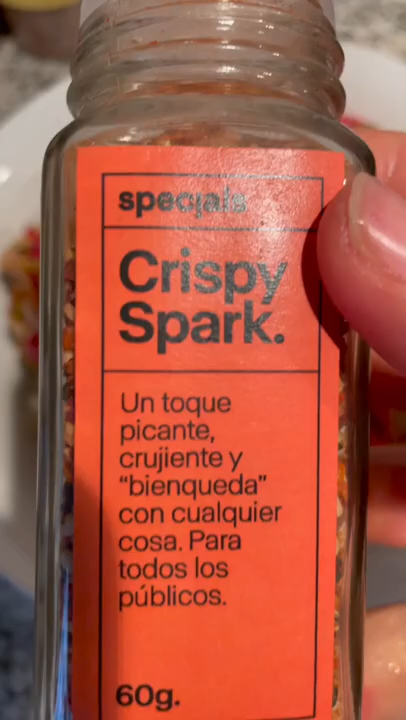 specials
Crispy
Spark.
Un toque
picante,
crujiente y
“bienqueda”
con cualquier
cosa. Para
todos los
públicos.
60g.